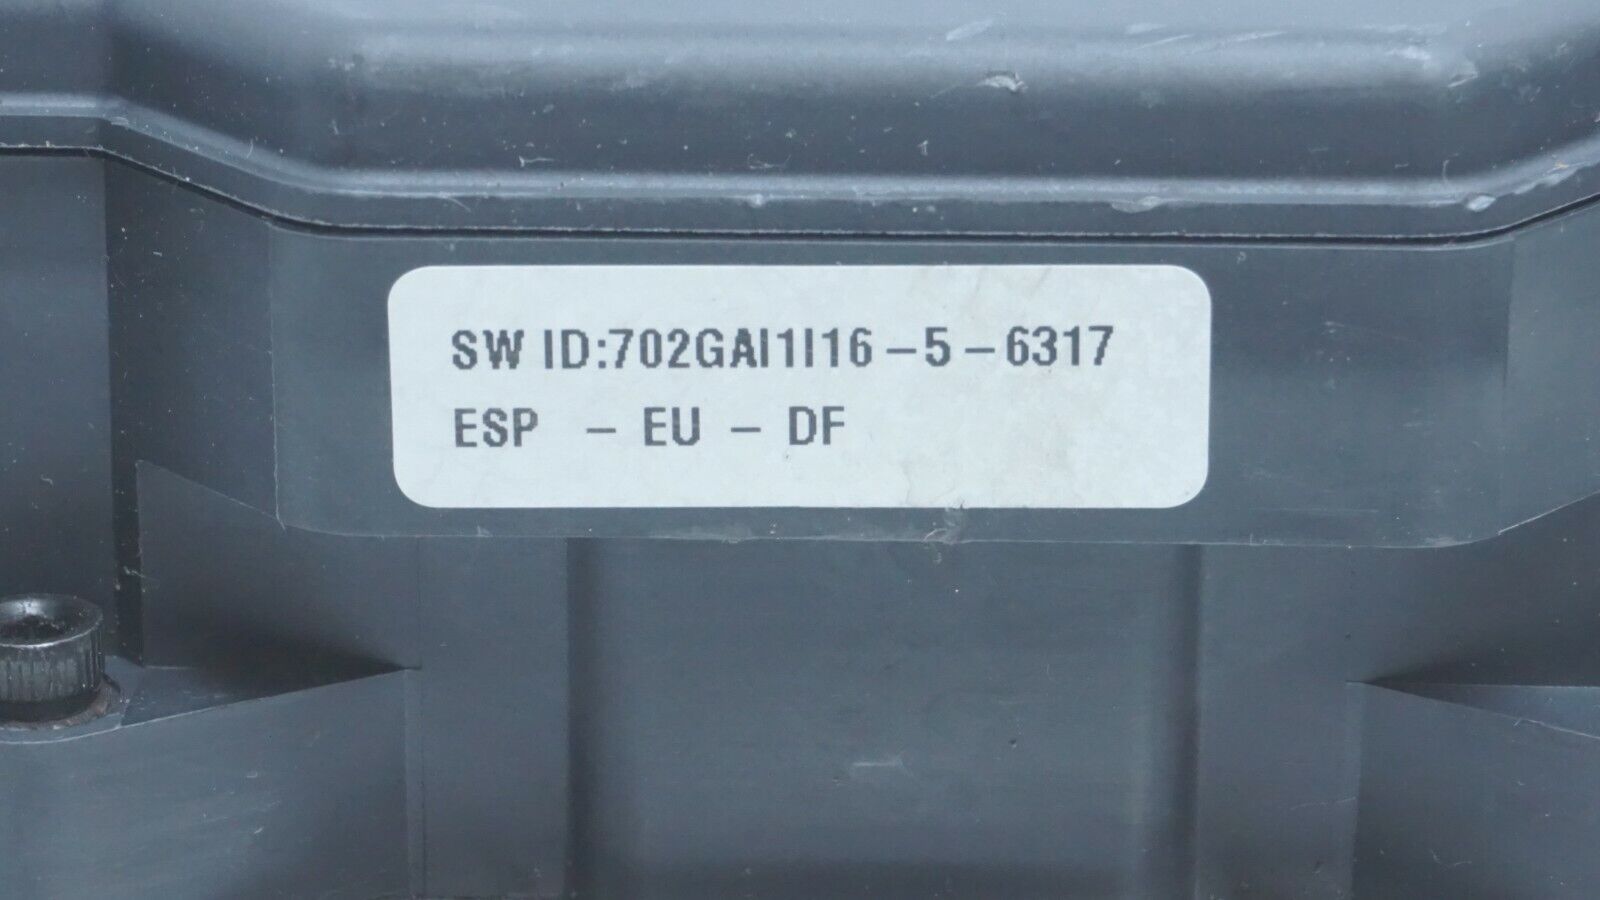 SW ID:702GAI1I16-5-6317
ESP - EU - DF